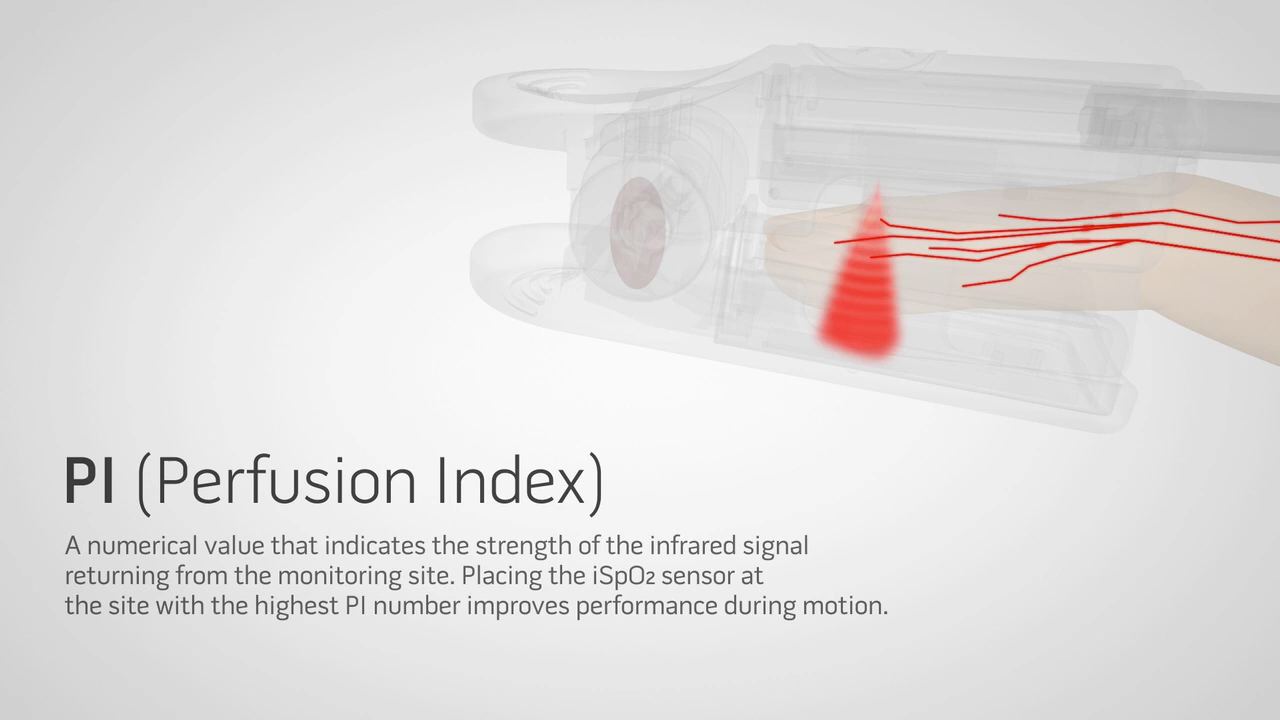 PI (Perfusion Index)
A numerical value that indicates the strength of the infrared signal
returning from the monitoring site. Placing the iSpO₂ sensor at
the site with the highest PI number improves performance during motion.